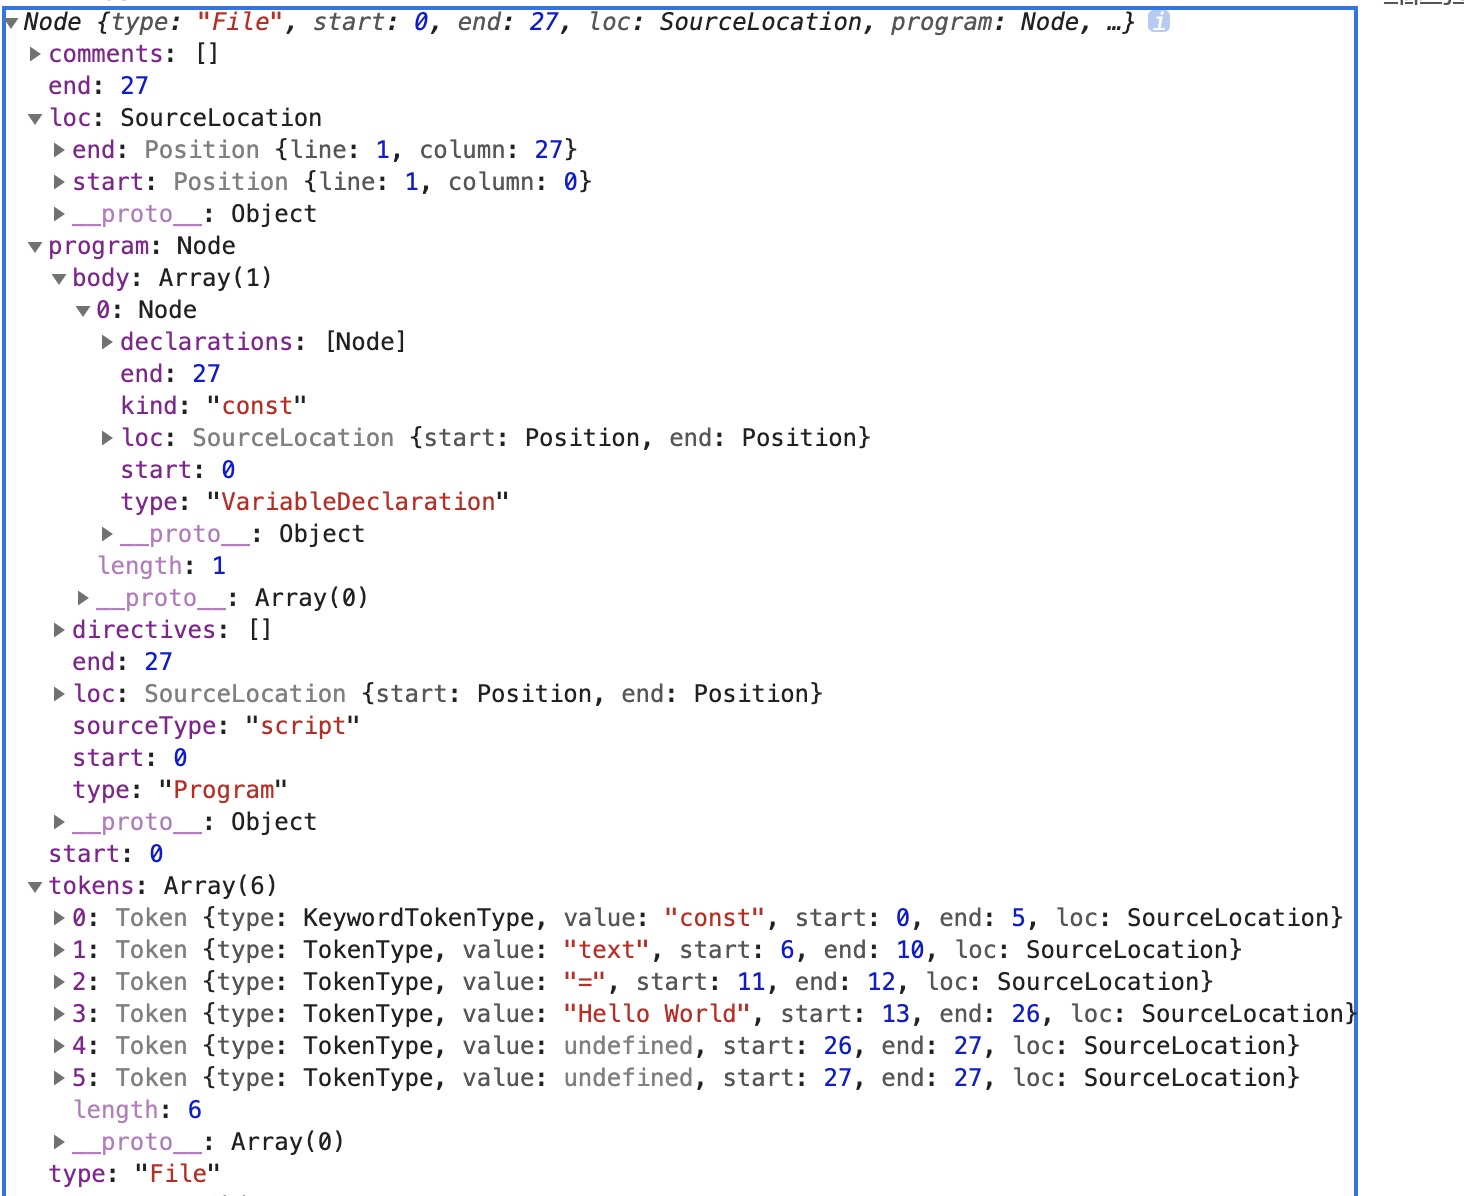 Node {type: "File", start: 0, end: 27, loc: SourceLocation, program: Node, …} i
comments: []
end: 27
loc: SourceLocation
end: Position {line: 1, column: 27}
start: Position {line: 1, column: 0}
__proto__: Object
program: Node
body: Array(1)
0: Node
declarations: [Node]
end: 27
kind: "const"
loc: SourceLocation {start: Position, end: Position}
start: 0
type: "VariableDeclaration"
__proto__: Object
length: 1
__proto__: Array(0)
directives: []
end: 27
loc: SourceLocation {start: Position, end: Position}
sourceType: "script"
start: 0
type: "Program"
__proto__: Object
start: 0
tokens: Array(6)
0: Token {type: KeywordTokenType, value: "const", start: 0, end: 5, loc: SourceLocation}
1: Token {type: TokenType, value: "text", start: 6, end: 10, loc: SourceLocation}
2: Token {type: TokenType, value: "=", start: 11, end: 12, loc: SourceLocation}
3: Token {type: TokenType, value: "Hello World", start: 13, end: 26, loc: SourceLocation}
4: Token {type: TokenType, value: undefined, start: 26, end: 27, loc: SourceLocation}
5: Token {type: TokenType, value: undefined, start: 27, end: 27, loc: SourceLocation}
length: 6
__proto__: Array(0)
type: "File"